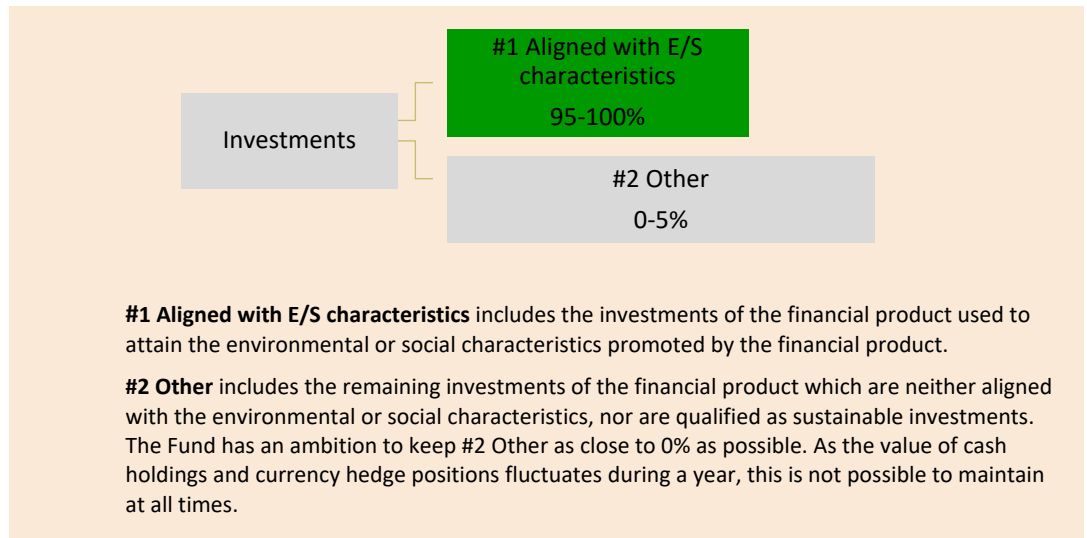 #1 Aligned with E/S
characteristics
95-100%
Investments
#2 Other
0-5%
#1 Aligned with E/S characteristics includes the investments of the financial product used to
attain the environmental or social characteristics promoted by the financial product.
#2 Other includes the remaining investments of the financial product which are neither aligned
with the environmental or social characteristics, nor are qualified as sustainable investments.
The Fund has an ambition to keep #2 Other as close to 0% as possible. As the value of cash
holdings and currency hedge positions fluctuates during a year, this is not possible to maintain
at all times.